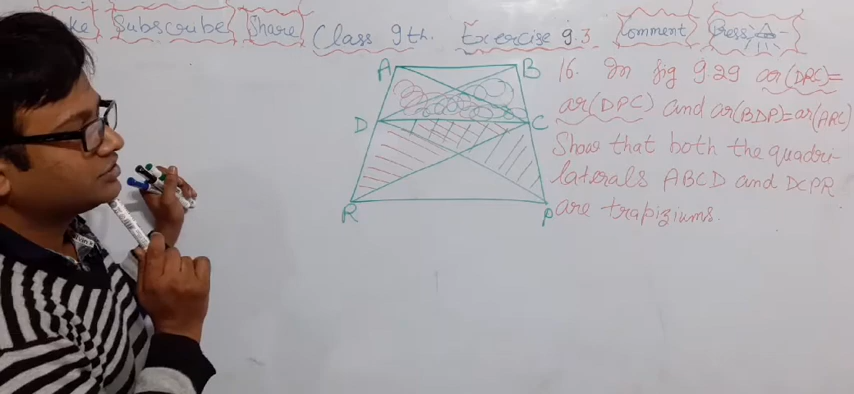 Like Subscribe Share Class 9th. Exercise 9.3 Comment Press
A B
D C
R P
16. In fig 9.29 ar(DRC)=
ar(DPC) and ar(BDP)=ar(ARC)
Show that both the quadri-
laterals ABCD and DCPR
are trapiziums.